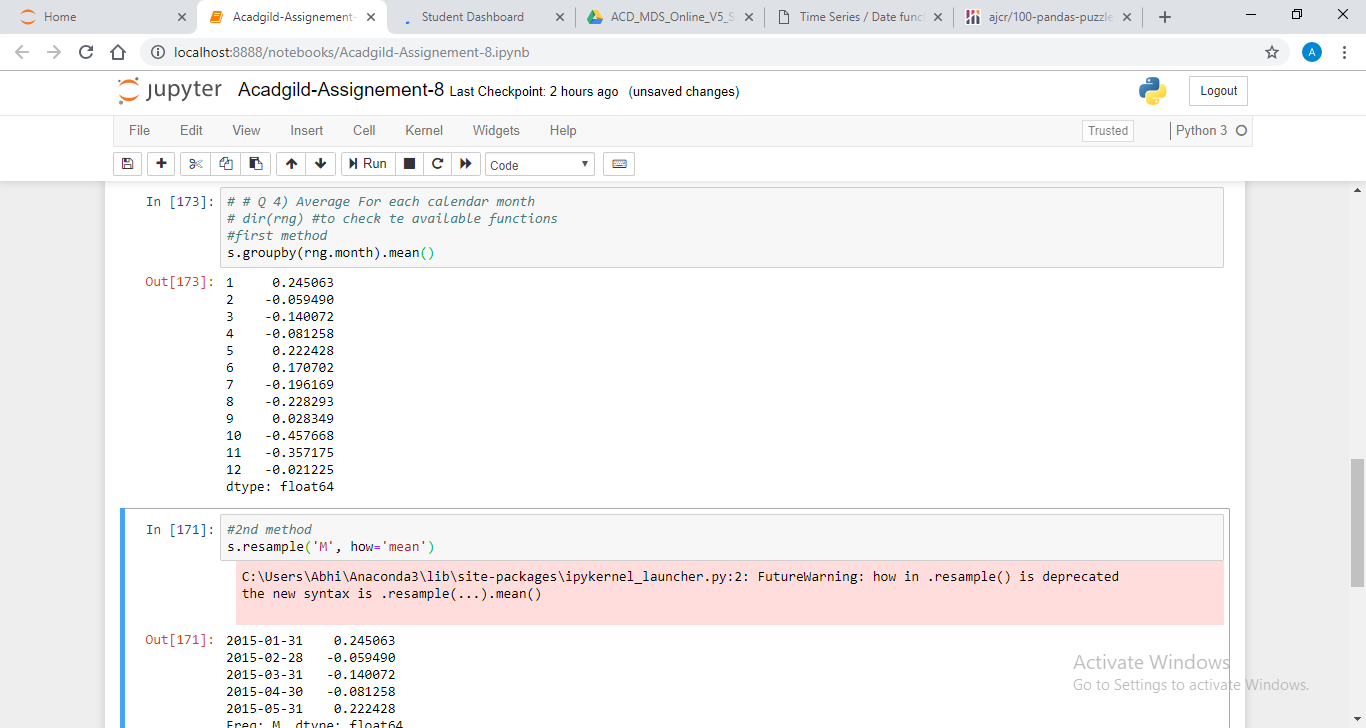 Home
Acadgild-Assignement-
Student Dashboard
ACD_MDS_Online_V5_S
Time Series / Date func
ajcr/100-pandas-puzzle
localhost:8888/notebooks/Acadgild-Assignement-8.ipynb
A
jupyter Acadgild-Assignement-8 Last Checkpoint: 2 hours ago (unsaved changes)
Logout
File Edit View Insert Cell Kernel Widgets Help
Trusted
Python 3
Run
Code
In [173]: # # Q 4) Average For each calendar month
# dir(rng) #to check te available functions
#first method
s.groupby(rng.month).mean()
Out[173]: 1 0.245063
2 -0.059490
3 -0.140072
4 -0.081258
5 0.222428
6 0.170702
7 -0.196169
8 -0.228293
9 0.028349
10 -0.457668
11 -0.357175
12 -0.021225
dtype: float64
In [171]: #2nd method
s.resample('M', how='mean')
C:\Users\Abhi\Anaconda3\lib\site-packages\ipykernel_launcher.py:2: FutureWarning: how in .resample() is deprecated
the new syntax is .resample(...).mean()
Out[171]: 2015-01-31 0.245063
2015-02-28 -0.059490
2015-03-31 -0.140072
2015-04-30 -0.081258
2015-05-31 0.222428
Freq: M, dtype: float64
Activate Windows
Go to Settings to activate Windows.